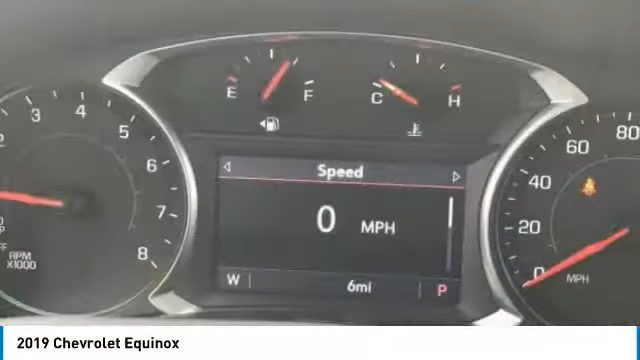 E F
C H
2 3 4 5 6 7 8
RPM
X1000
Speed
0 MPH
W 6mi P
0 20 40 60 80
MPH
2019 Chevrolet Equinox